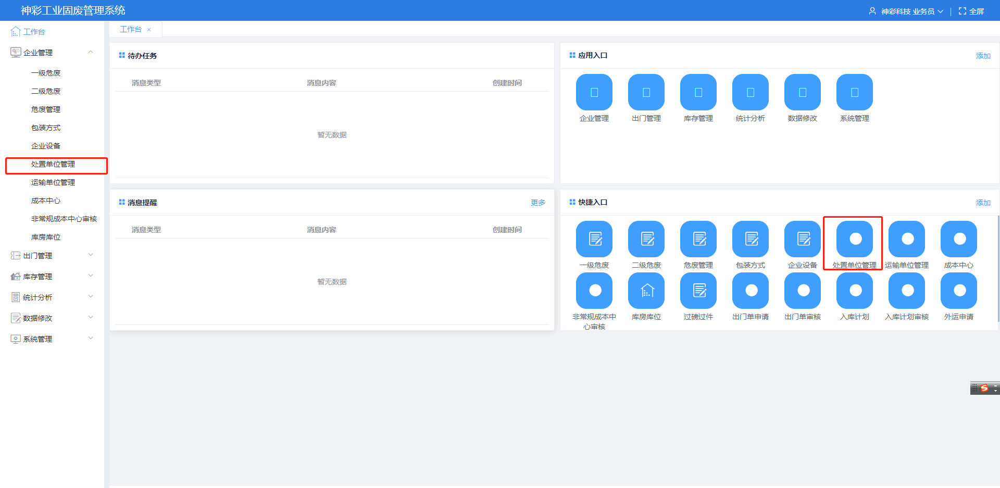 神彩工业固废管理系统
神彩科技 业务员
全屏
工作台
企业管理
一级危废
二级危废
危废管理
包装方式
企业设备
处置单位管理
运输单位管理
成本中心
非常规成本中心审核
库房库位
出门管理
库存管理
统计分析
数据修改
系统管理
工作台
待办任务
消息类型 消息内容 创建时间
暂无数据
应用入口 添加
企业管理 出门管理 库存管理 统计分析 数据修改 系统管理
消息提醒 更多
消息类型 消息内容 创建时间
暂无数据
快捷入口 添加
一级危废 二级危废 危废管理 包装方式 企业设备 处置单位管理 运输单位管理 成本中心
非常规成本中
心审核
库房库位 过磅过件 出门单申请 出门单审核 入库计划 入库计划审核 外运申请